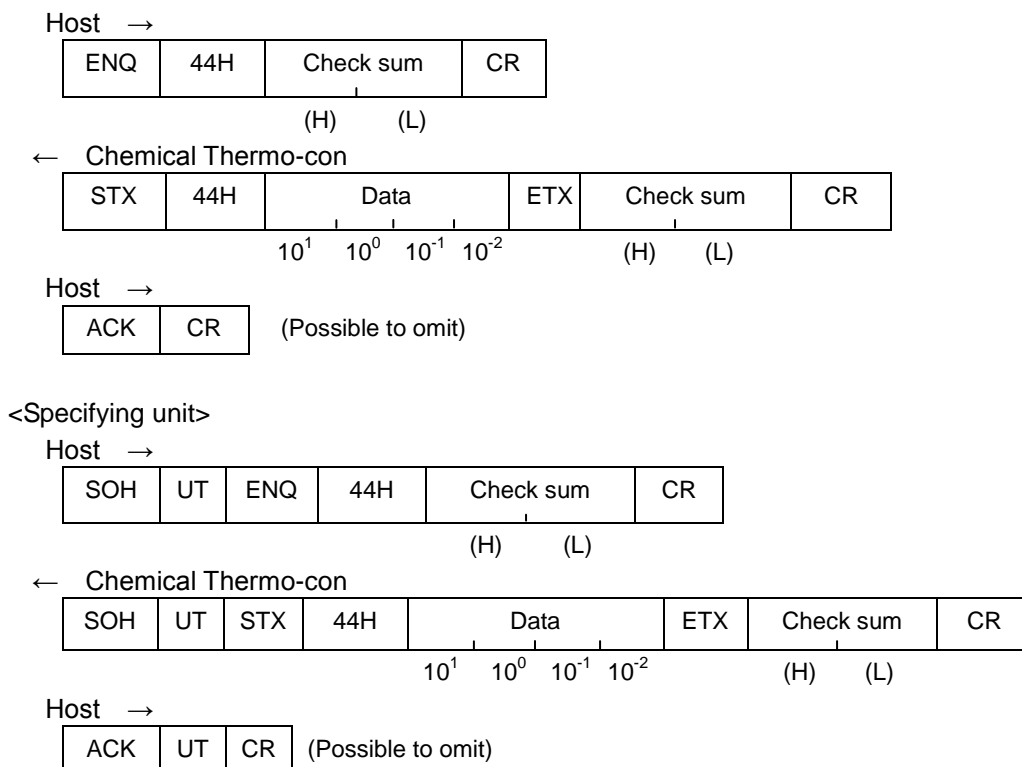 Host →
ENQ 44H Check sum CR
(H) (L)
← Chemical Thermo-con
STX 44H Data ETX Check sum CR
10¹ 10⁰ 10⁻¹ 10⁻² (H) (L)
Host →
ACK CR (Possible to omit)
<Specifying unit>
Host →
SOH UT ENQ 44H Check sum CR
(H) (L)
← Chemical Thermo-con
SOH UT STX 44H Data ETX Check sum CR
10¹ 10⁰ 10⁻¹ 10⁻² (H) (L)
Host →
ACK UT CR (Possible to omit)